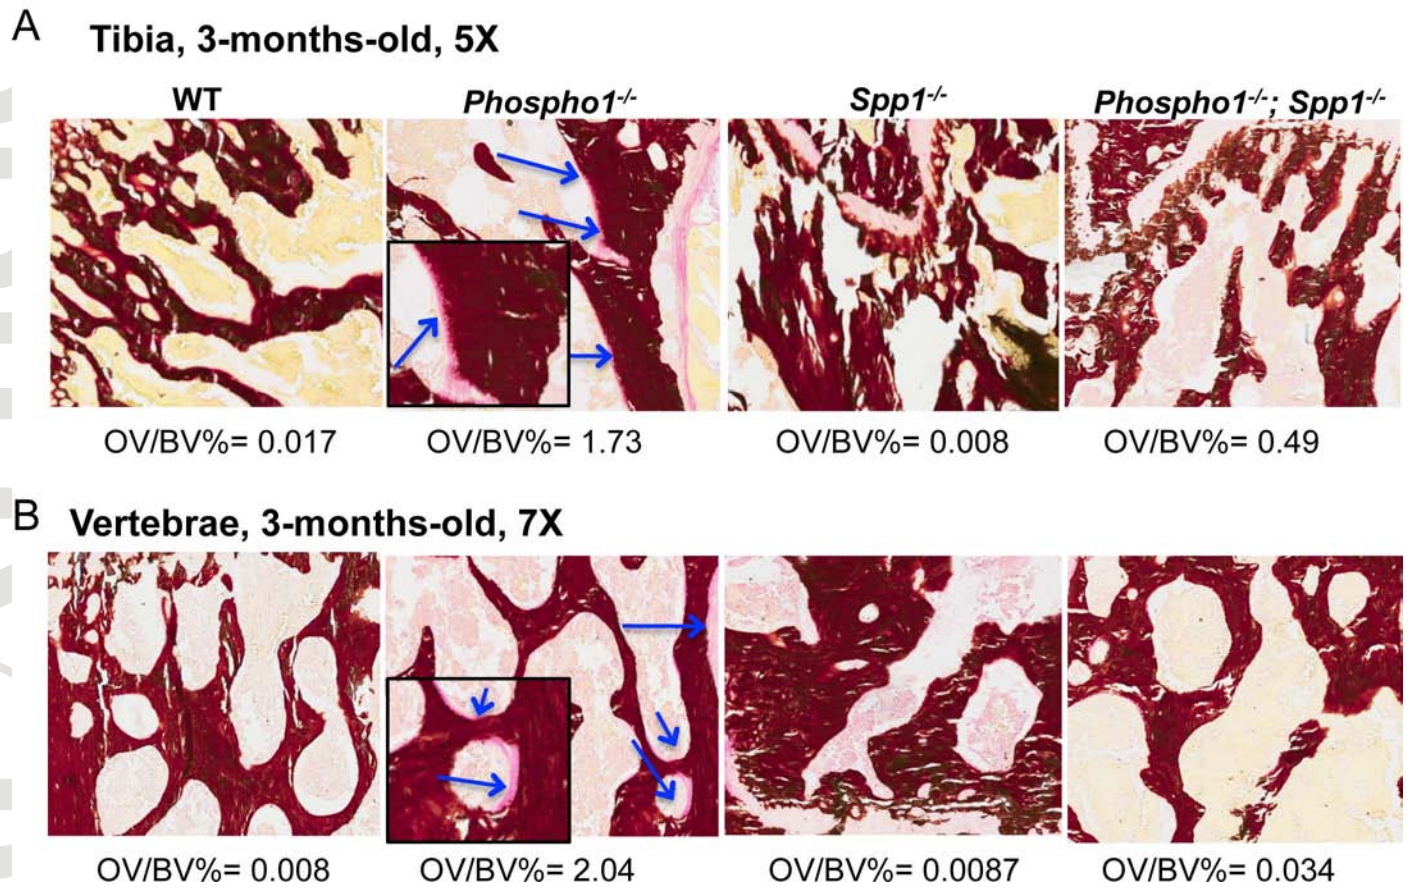 A
Tibia, 3-months-old, 5X
WT Phospho1-/- Spp1-/- Phospho1-/-; Spp1-/-
OV/BV%= 0.017 OV/BV%= 1.73 OV/BV%= 0.008 OV/BV%= 0.49
B
Vertebrae, 3-months-old, 7X
OV/BV%= 0.008 OV/BV%= 2.04 OV/BV%= 0.0087 OV/BV%= 0.034